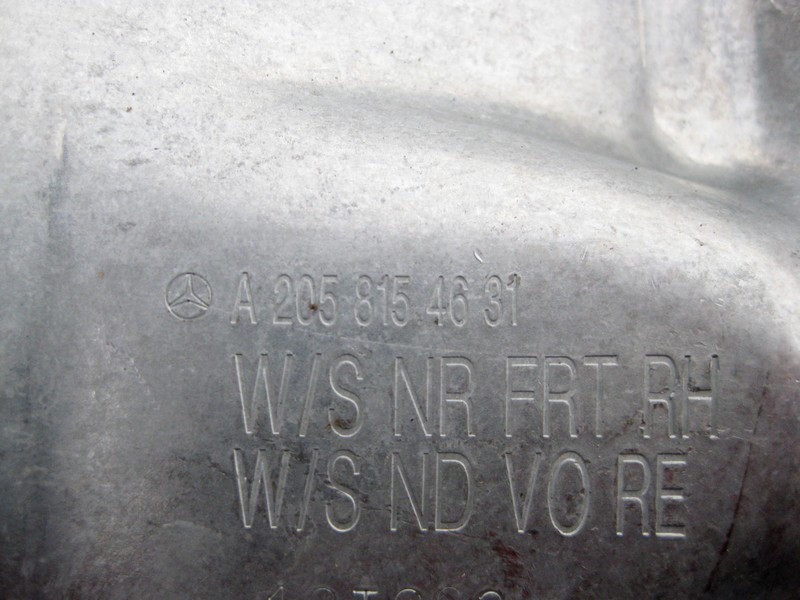 A 205 815 46 31
W/S NR FRT RH
W/S ND VO RE